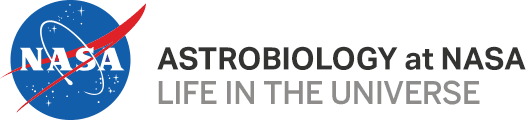 NASA
ASTROBIOLOGY at NASA
LIFE IN THE UNIVERSE